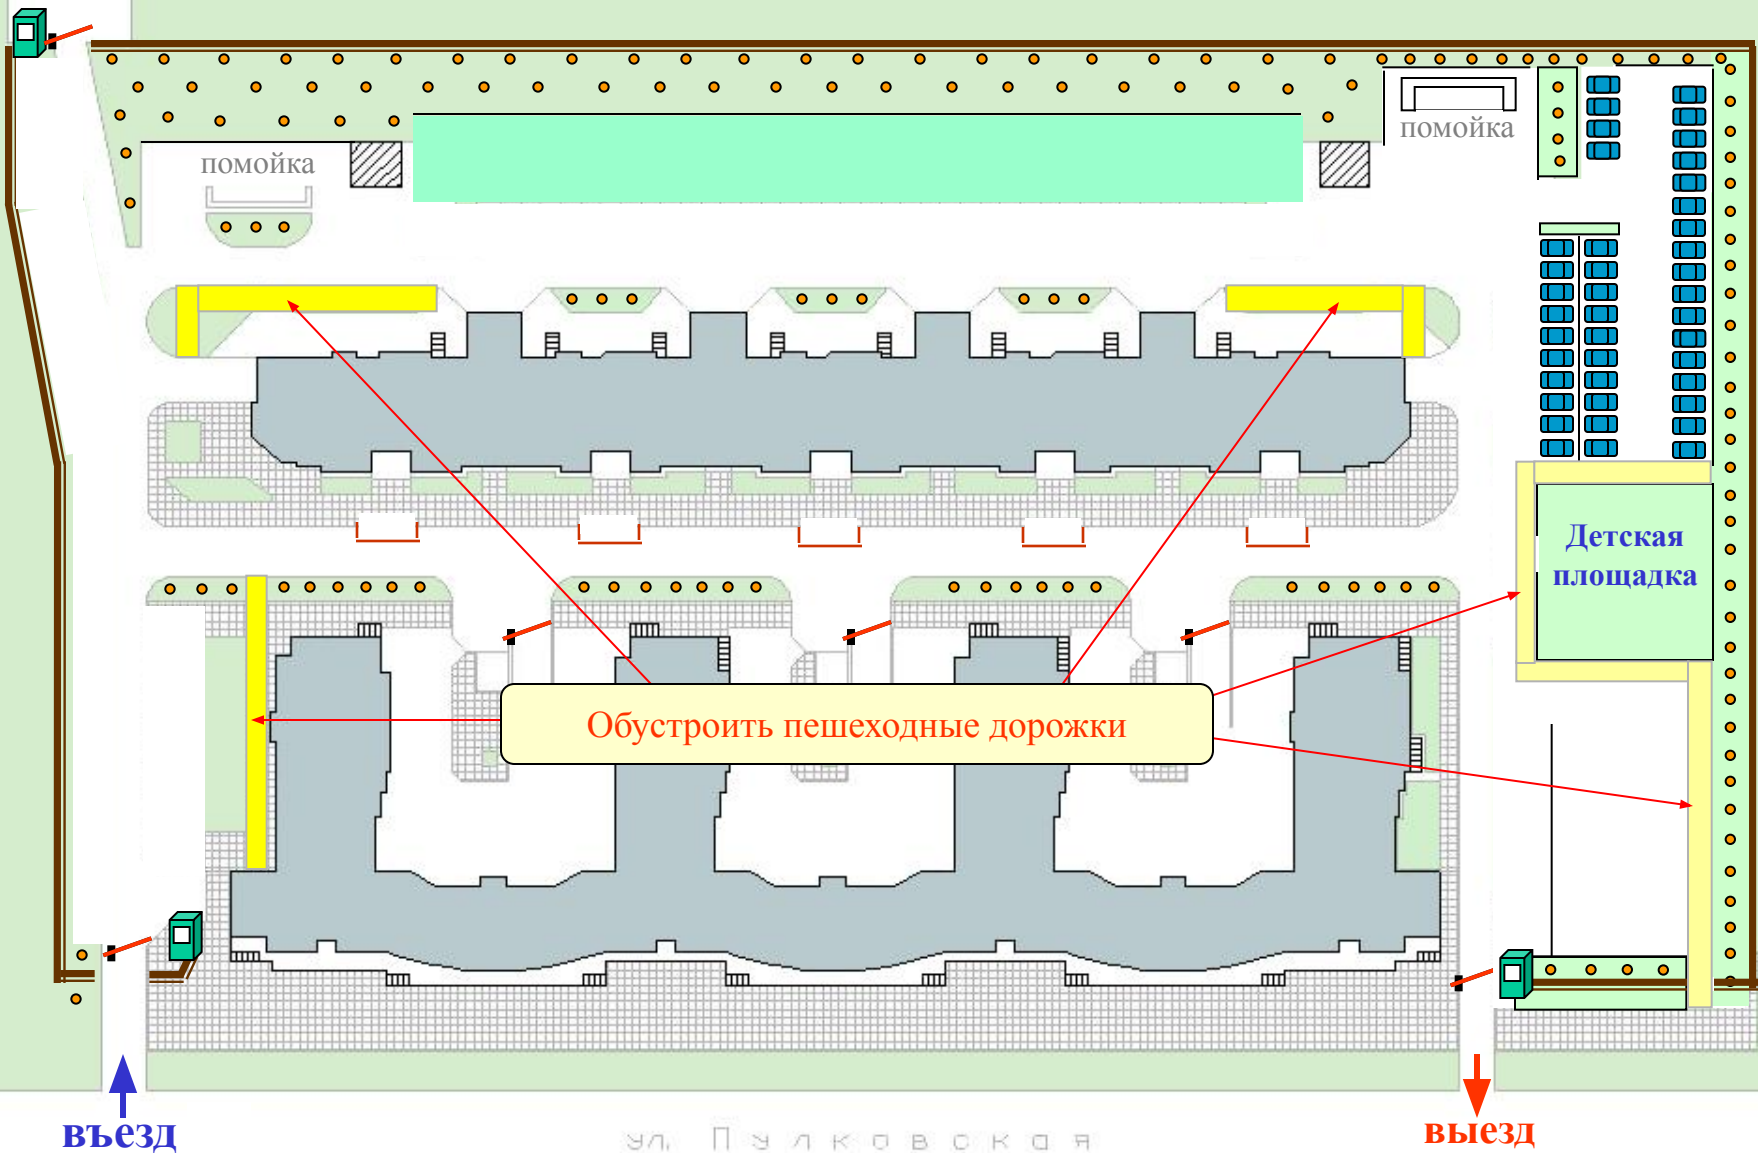 помойка
помойка
Детская
площадка
Обустроить пешеходные дорожки
въезд
ул. Пулковская
выезд